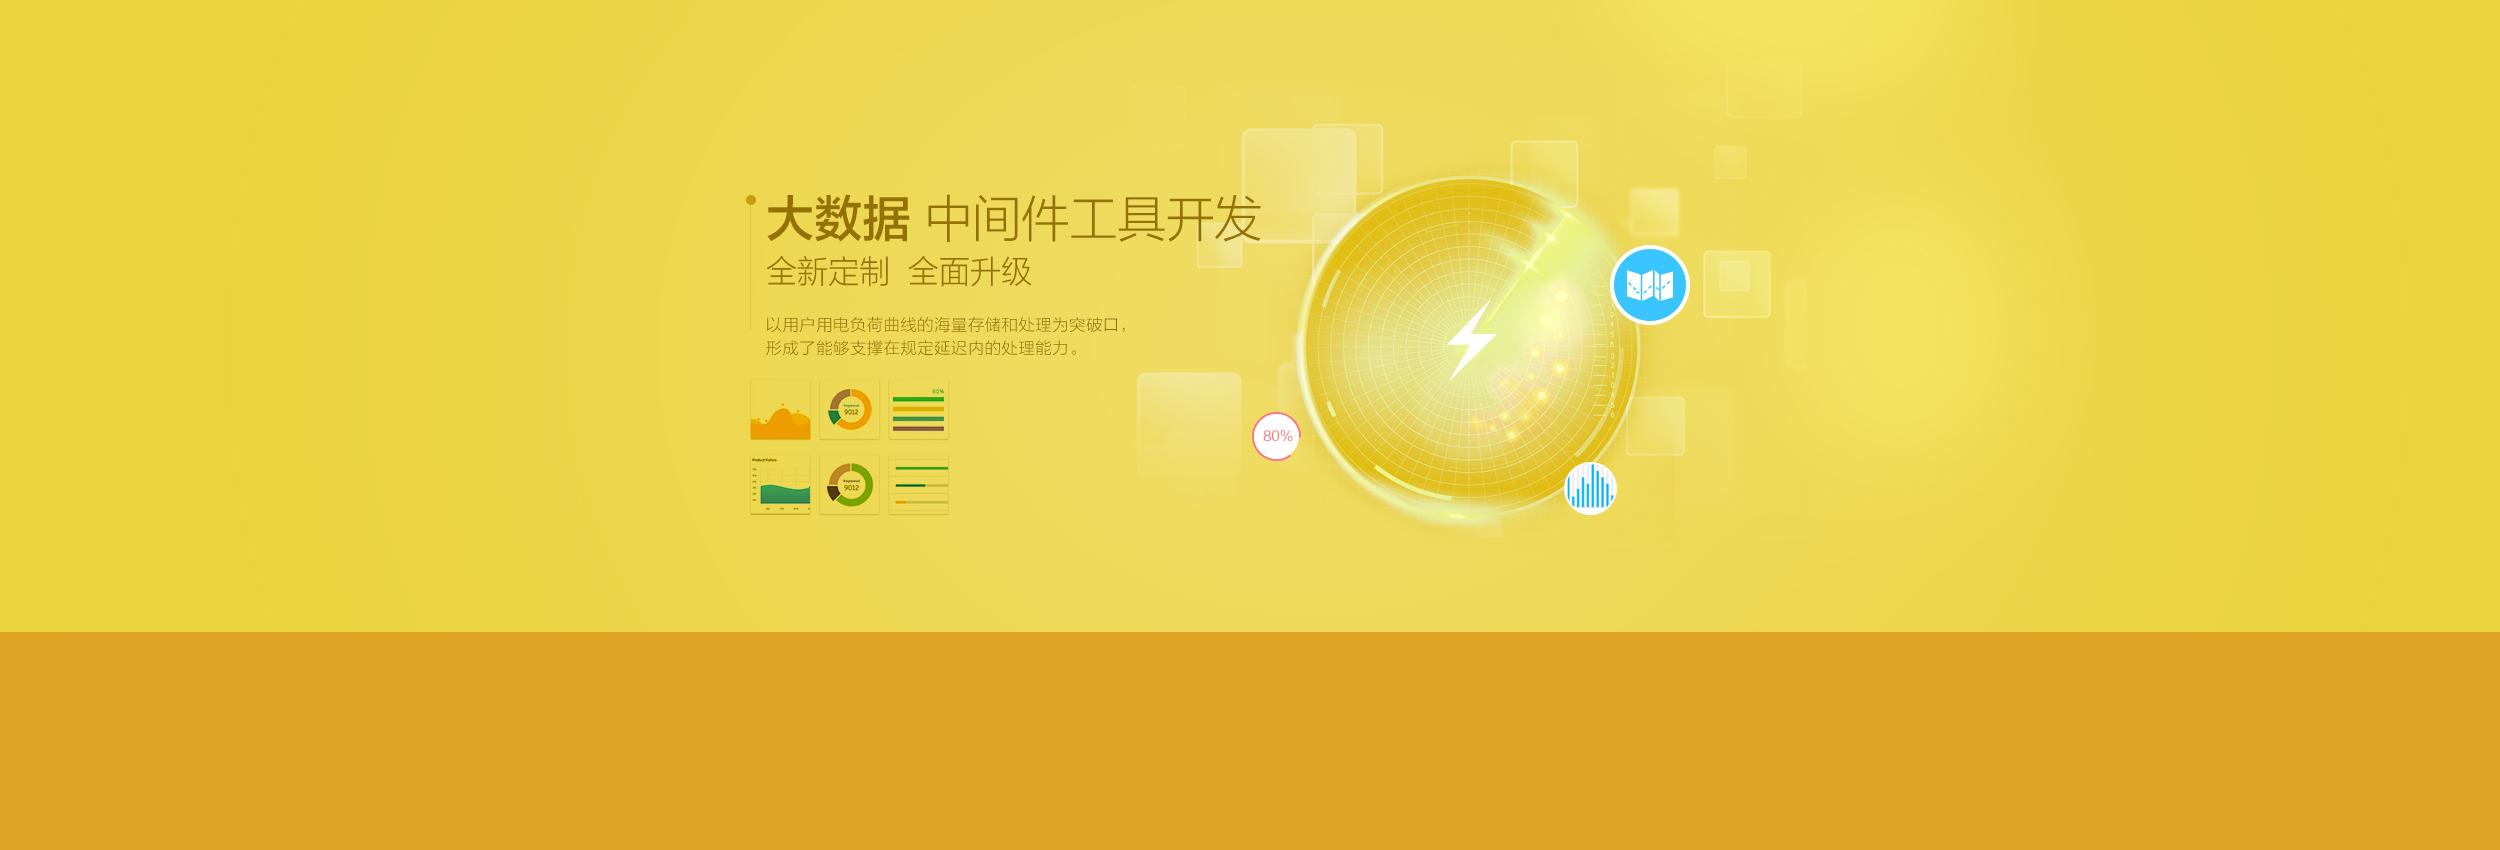 大数据 中间件工具开发
全新定制 全面升级
以用户用电负荷曲线的海量存储和处理为突破口，
形成了能够支撑在规定延迟内的处理能力。
80%
9012
80%
Product Failure
9012